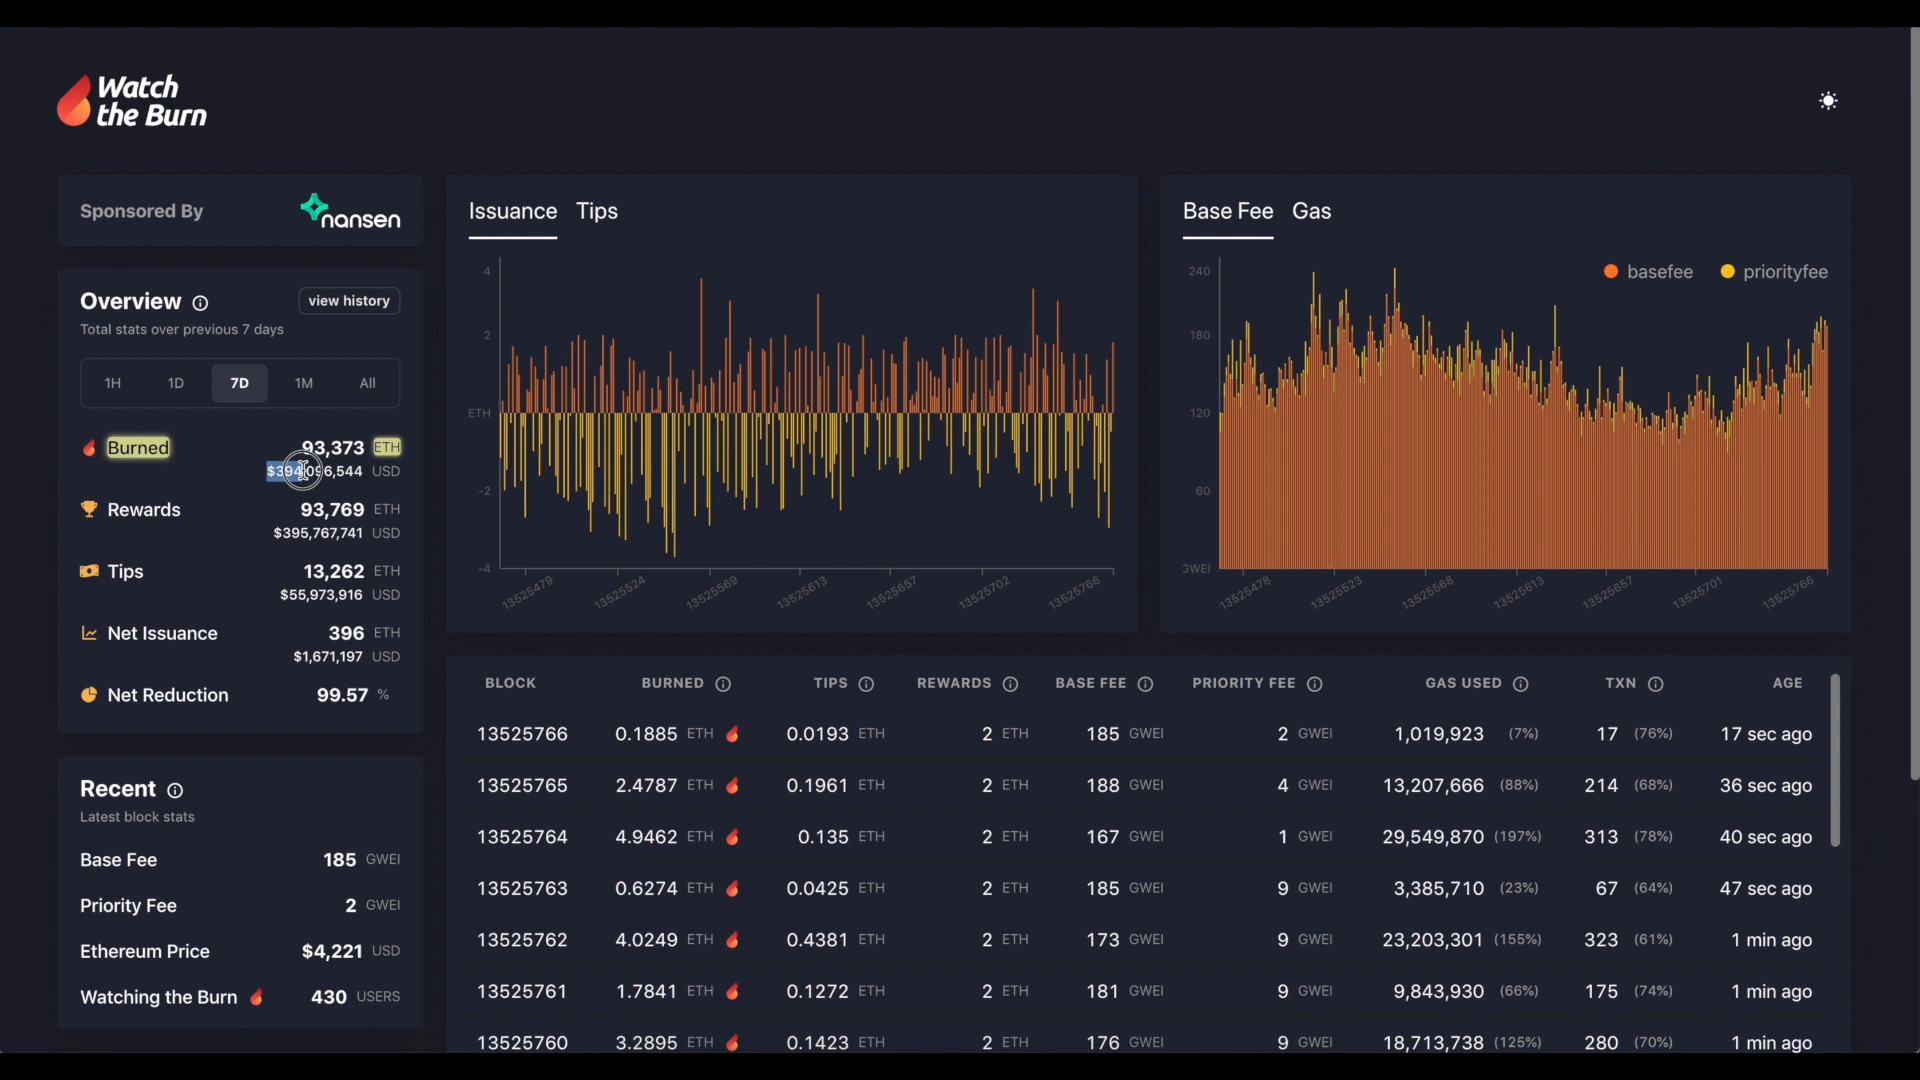 Watch
the Burn
Sponsored By nansen
Overview view history
Total stats over previous 7 days
1H 1D 7D 1M All
Burned 93,373 ETH
$394,096,544 USD
Rewards 93,769 ETH
$395,767,741 USD
Tips 13,262 ETH
$55,973,916 USD
Net Issuance 396 ETH
$1,671,197 USD
Net Reduction 99.57 %
Recent
Latest block stats
Base Fee 185 GWEI
Priority Fee 2 GWEI
Ethereum Price $4,221 USD
Watching the Burn 430 USERS
Issuance Tips
4
2
ETH
-2
-4
13525479 13525524 13525569 13525613 13525657 13525702 13525766
Base Fee Gas
basefee priorityfee
240
180
120
60
GWEI
13525478 13525523 13525568 13525613 13525657 13525701 13525766
BLOCK BURNED TIPS REWARDS BASE FEE PRIORITY FEE GAS USED TXN AGE
13525766 0.1885 ETH 0.0193 ETH 2 ETH 185 GWEI 2 GWEI 1,019,923 (7%) 17 (76%) 17 sec ago
13525765 2.4787 ETH 0.1961 ETH 2 ETH 188 GWEI 4 GWEI 13,207,666 (88%) 214 (68%) 36 sec ago
13525764 4.9462 ETH 0.135 ETH 2 ETH 167 GWEI 1 GWEI 29,549,870 (197%) 313 (78%) 40 sec ago
13525763 0.6274 ETH 0.0425 ETH 2 ETH 185 GWEI 9 GWEI 3,385,710 (23%) 67 (64%) 47 sec ago
13525762 4.0249 ETH 0.4381 ETH 2 ETH 173 GWEI 9 GWEI 23,203,301 (155%) 323 (61%) 1 min ago
13525761 1.7841 ETH 0.1272 ETH 2 ETH 181 GWEI 9 GWEI 9,843,930 (66%) 175 (74%) 1 min ago
13525760 3.2895 ETH 0.1423 ETH 2 ETH 176 GWEI 9 GWEI 18,713,738 (125%) 280 (70%) 1 min ago